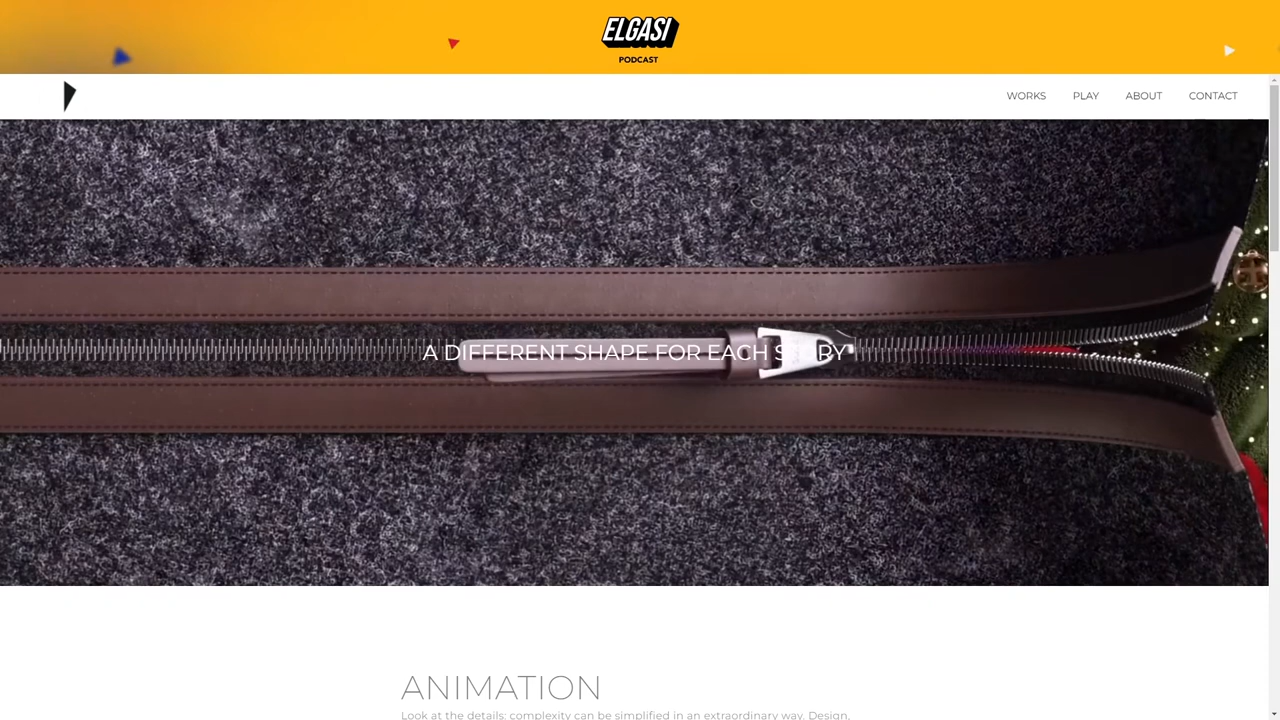 ELGASI
PODCAST
WORKS PLAY ABOUT CONTACT
A DIFFERENT SHAPE FOR EACH STORY
ANIMATION
Look at the details: complexity can be simplified in an extraordinary way. Design,